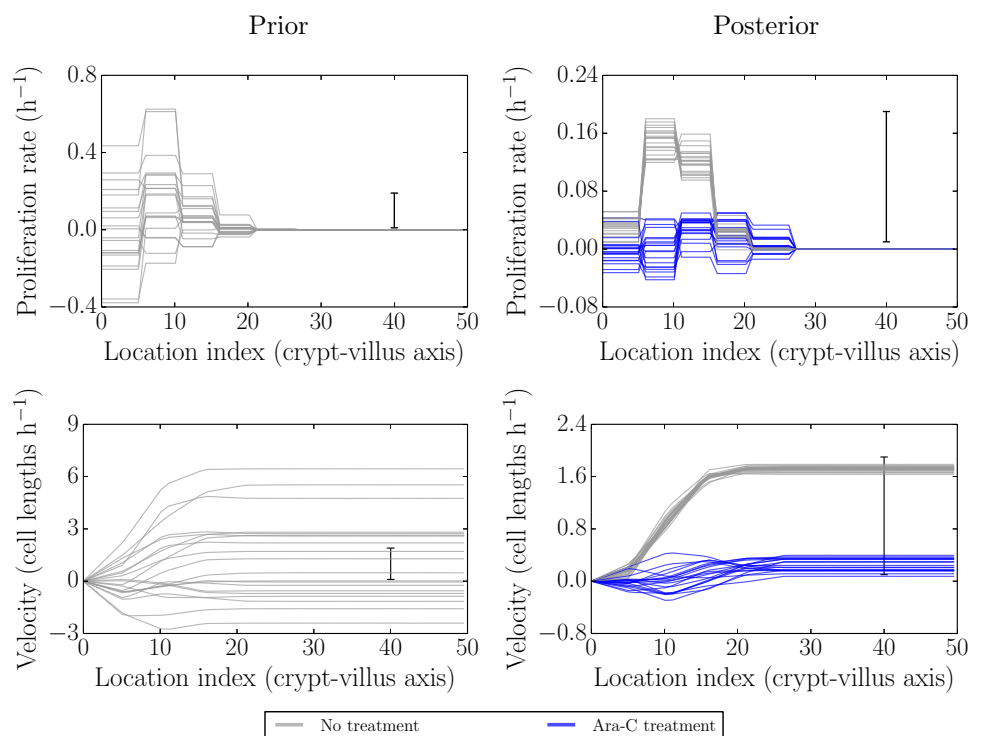 Prior
Posterior
Proliferation rate (h⁻¹)
0.8
0.4
0.0
−0.4
0 10 20 30 40 50
Location index (crypt-villus axis)
Proliferation rate (h⁻¹)
0.24
0.16
0.08
0.00
−0.08
0 10 20 30 40 50
Location index (crypt-villus axis)
Velocity (cell lengths h⁻¹)
9
6
3
0
−3
0 10 20 30 40 50
Location index (crypt-villus axis)
Velocity (cell lengths h⁻¹)
2.4
1.6
0.8
0.0
−0.8
0 10 20 30 40 50
Location index (crypt-villus axis)
No treatment
Ara-C treatment